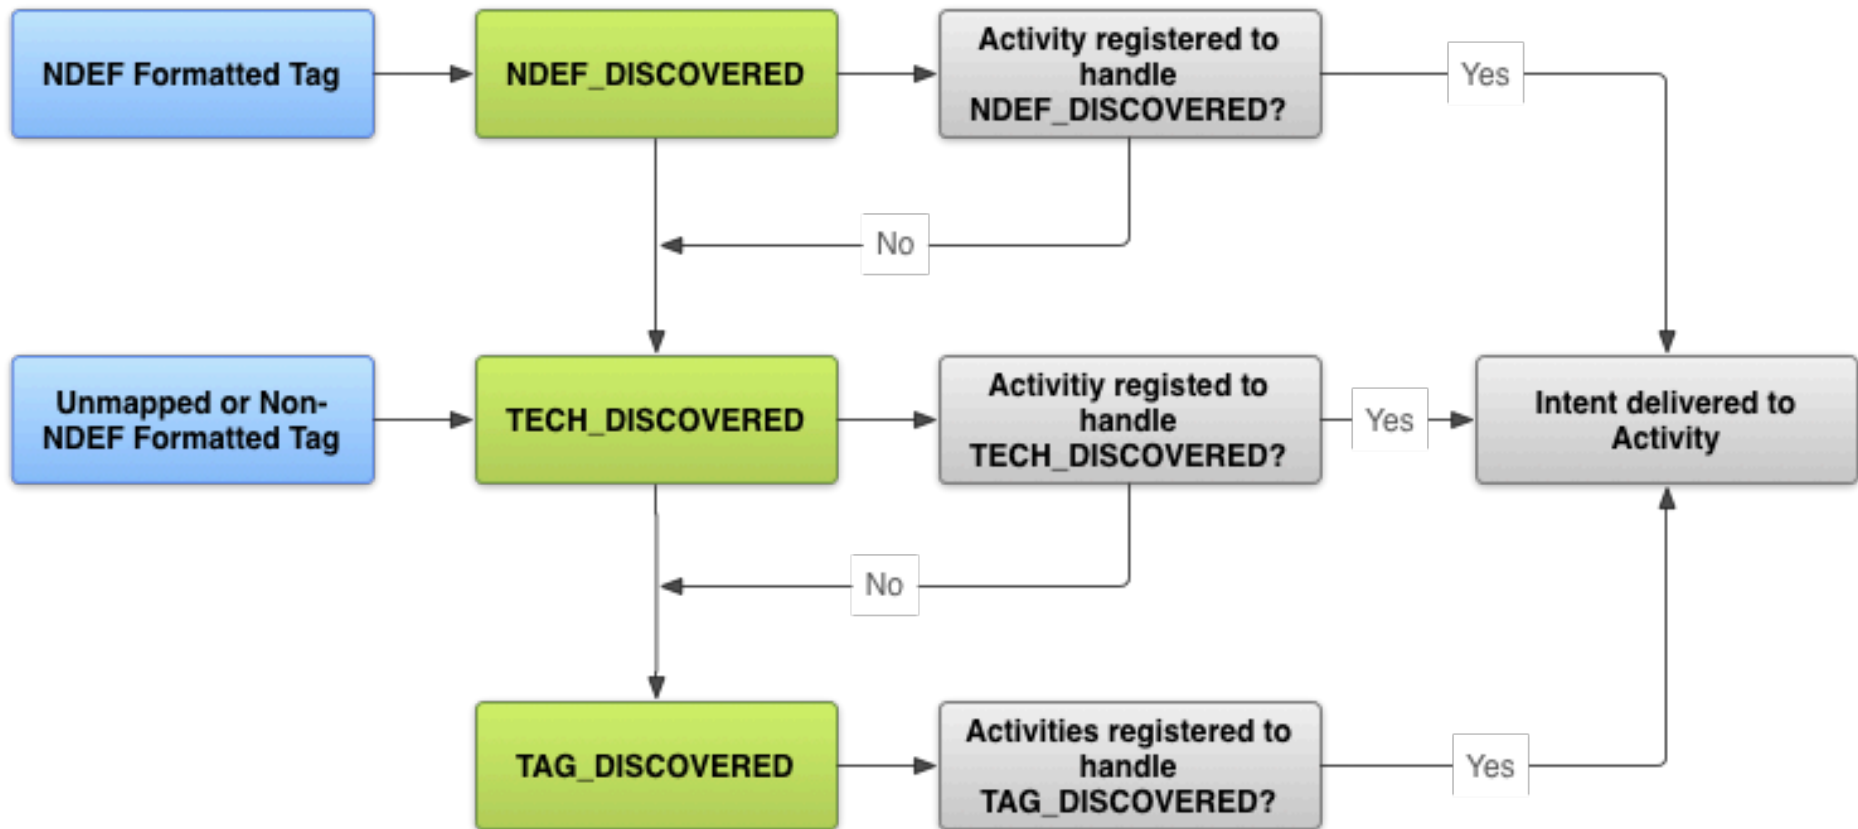 NDEF Formatted Tag
NDEF_DISCOVERED
Activity registered to
handle
NDEF_DISCOVERED?
Yes
No
Unmapped or Non-
NDEF Formatted Tag
TECH_DISCOVERED
Activitiy registed to
handle
TECH_DISCOVERED?
Yes
Intent delivered to
Activity
No
TAG_DISCOVERED
Activities registered to
handle
TAG_DISCOVERED?
Yes